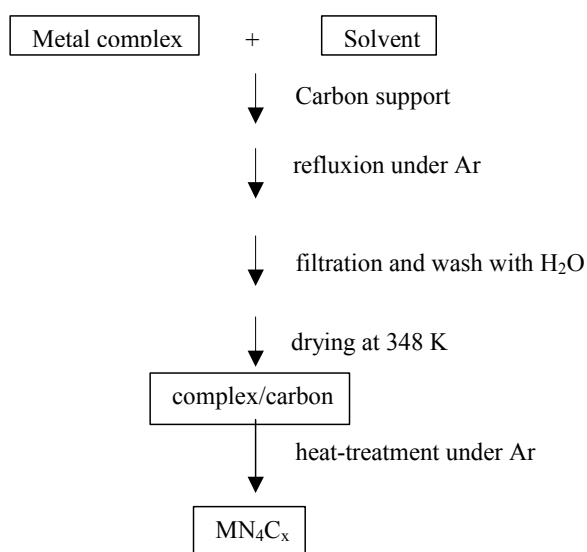 Metal complex + Solvent
Carbon support
refluxion under Ar
filtration and wash with H₂O
drying at 348 K
complex/carbon
heat-treatment under Ar
MN₄Cₓ